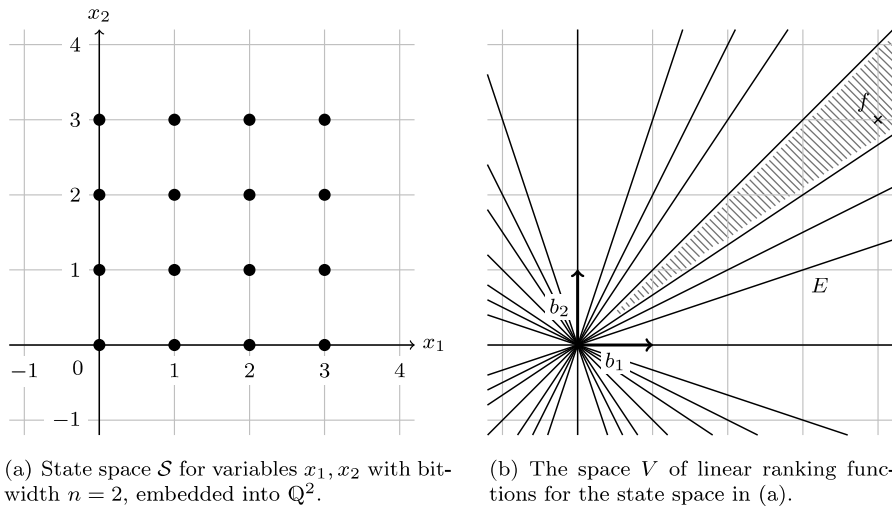 x₂
4
3
2
1
0
−1
−1
1
2
3
4
x₁
f
E
b₂
b₁
(a) State space 𝒮 for variables x₁, x₂ with bit-
width n = 2, embedded into ℚ².
(b) The space V of linear ranking func-
tions for the state space in (a).